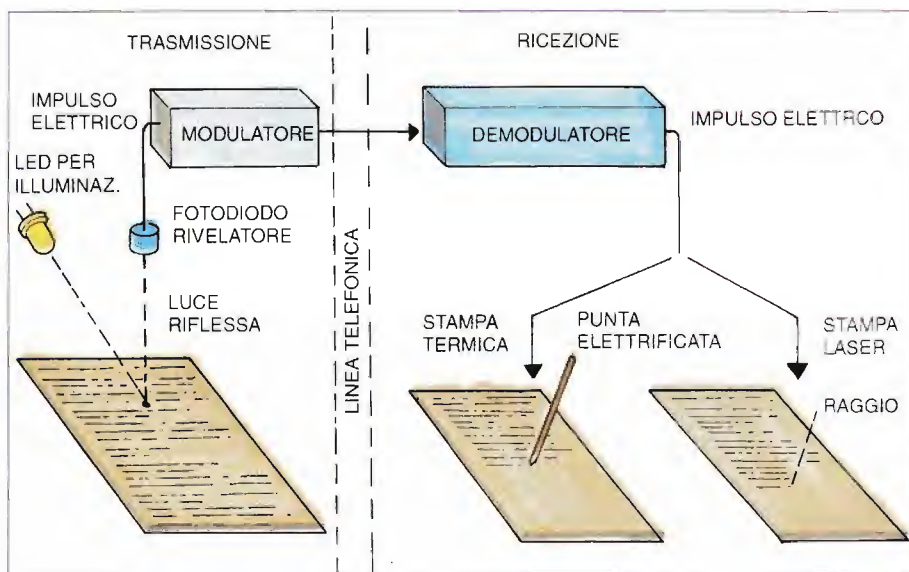 TRASMISSIONE
RICEZIONE
IMPULSO
ELETTRICO
MODULATORE
DEMODULATORE
IMPULSO ELETTRCO
LED PER
ILLUMINAZ.
FOTODIODO
RIVELATORE
LUCE
RIFLESSA
LINEA TELEFONICA
STAMPA
TERMICA
PUNTA
ELETTRIFICATA
STAMPA
LASER
RAGGIO